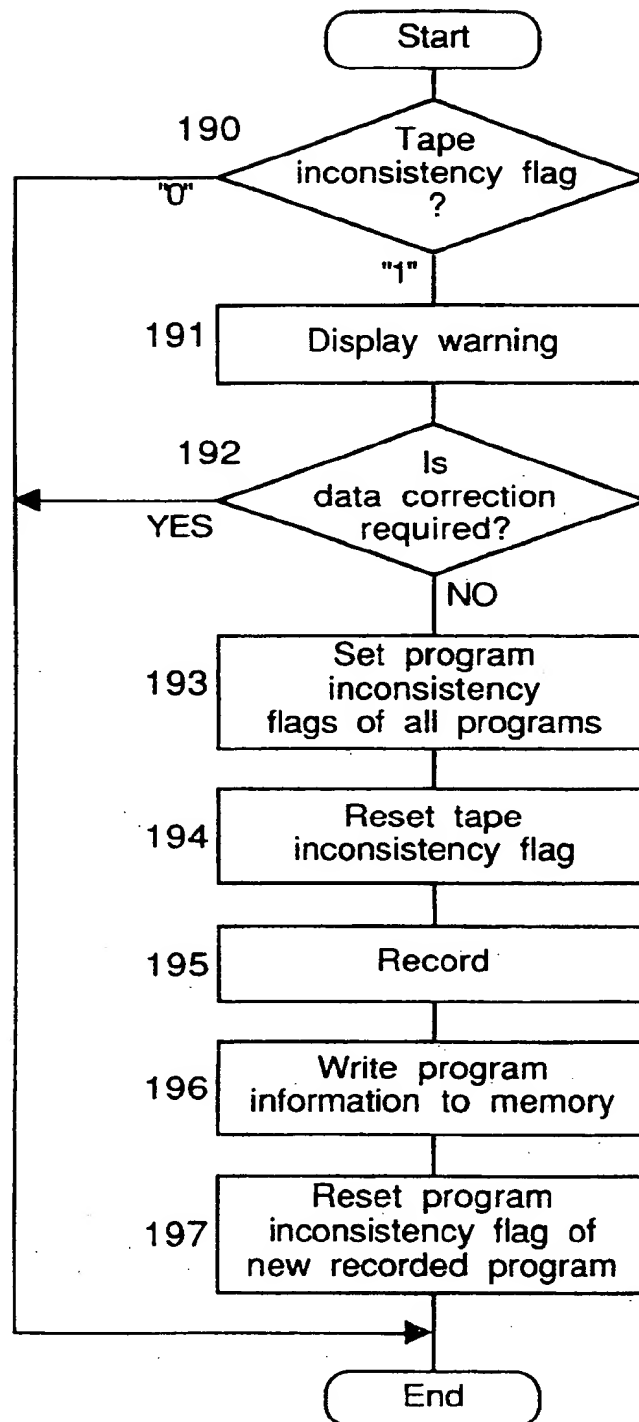 Start
190
Tape
inconsistency flag
?
"0"
"1"
191
Display warning
192
Is
data correction
required?
YES
NO
193
Set program
inconsistency
flags of all programs
194
Reset tape
inconsistency flag
195
Record
196
Write program
information to memory
197
Reset program
inconsistency flag of
new recorded program
End